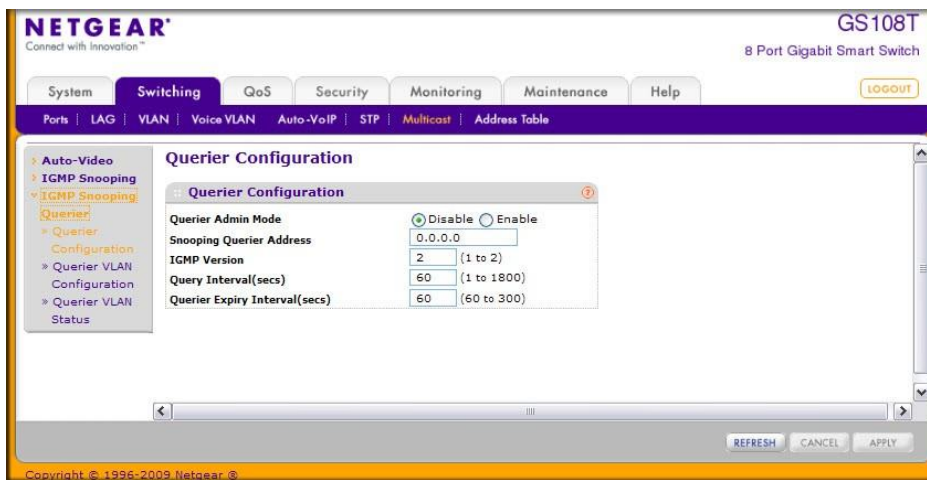 NETGEAR®
Connect with Innovation™
GS108T
8 Port Gigabit Smart Switch
System Switching QoS Security Monitoring Maintenance Help LOGOUT
Ports | LAG | VLAN | Voice VLAN Auto-VoIP | STP | Multicast | Address Table
Auto-Video
IGMP Snooping
IGMP Snooping
Querier
» Querier
Configuration
» Querier VLAN
Configuration
» Querier VLAN
Status
Querier Configuration
Querier Configuration ?
Querier Admin Mode Disable Enable
Snooping Querier Address 0.0.0.0
IGMP Version 2 (1 to 2)
Query Interval(secs) 60 (1 to 1800)
Querier Expiry Interval(secs) 60 (60 to 300)
REFRESH CANCEL APPLY
Copyright © 1996-2009 Netgear ®